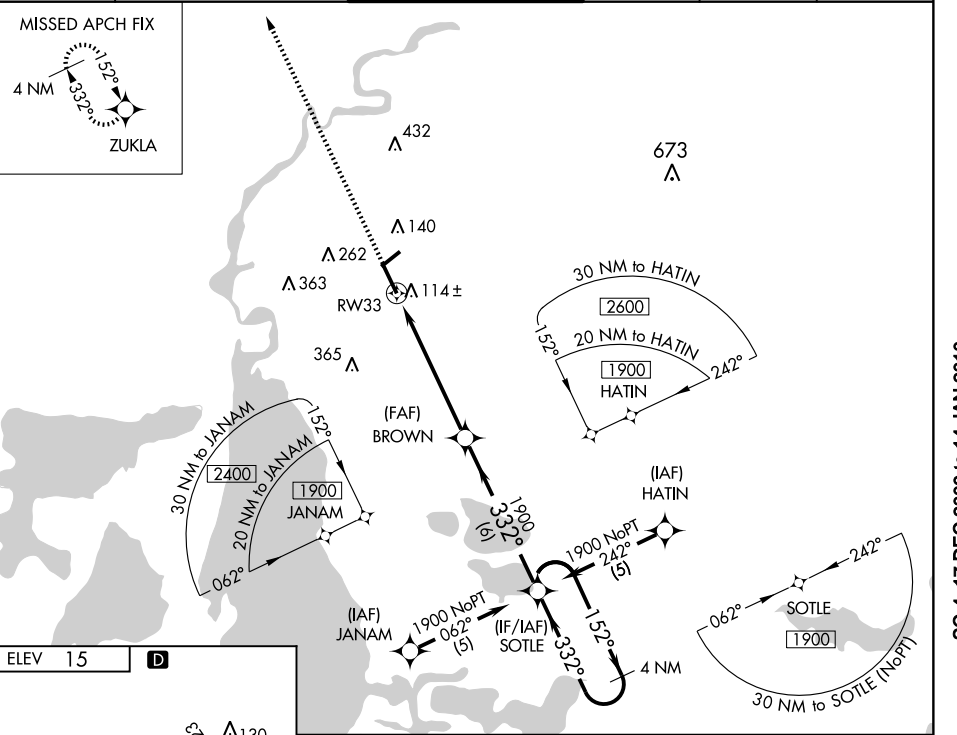 MISSED APCH FIX
4 NM
152°
332°
ZUKLA
432
673
140
262
363
RW33
114±
365
30 NM to HATIN
2600
20 NM to HATIN
1900
HATIN
152°
242°
(FAF)
BROWN
30 NM to JANAM
2400
20 NM to JANAM
1900
JANAM
152°
062°
1900
332°
(6)
(IAF)
HATIN
1900 NoPT
242°
(5)
(IAF)
JANAM
1900 NoPT
062°
(5)
(IF/IAF)
SOTLE
332°
152°
4 NM
242°
062°
SOTLE
1900
30 NM to SOTLE (NoPT)
ELEV 15
D